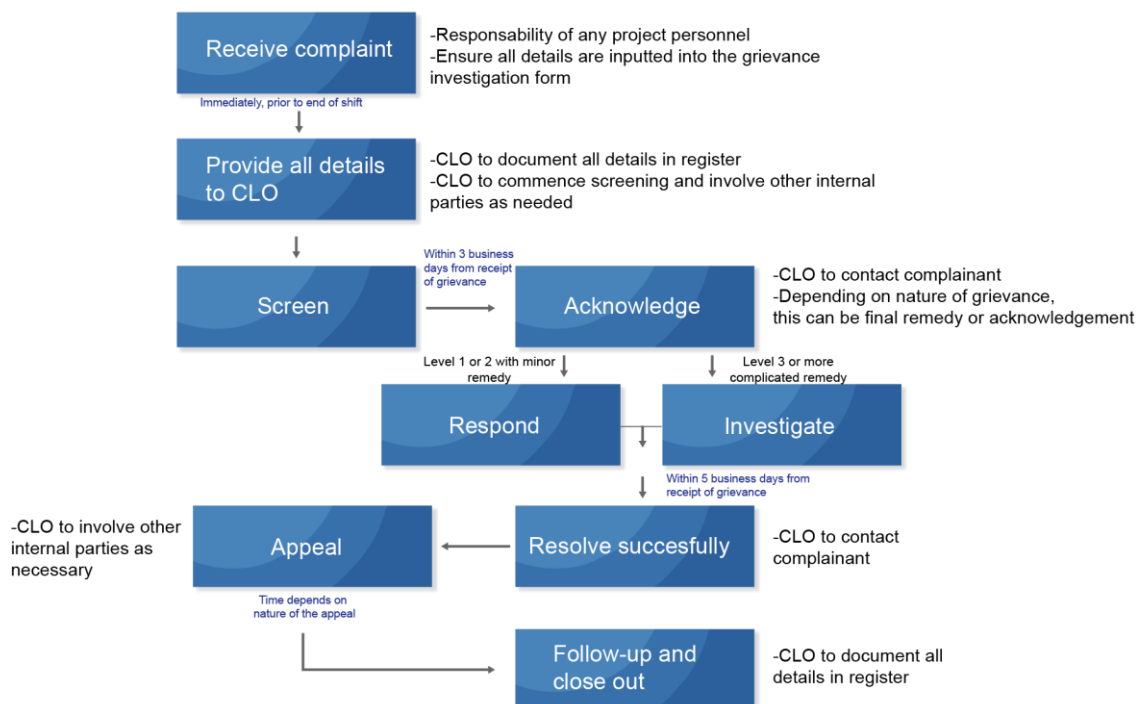 Receive complaint
-Responsability of any project personnel
-Ensure all details are inputted into the grievance
investigation form
Immediately, prior to end of shift
Provide all details
to CLO
-CLO to document all details in register
-CLO to commence screening and involve other internal
parties as needed
Screen
Within 3 business
days from receipt
of grievance
Acknowledge
-CLO to contact complainant
-Depending on nature of grievance,
this can be final remedy or acknowledgement
Level 1 or 2 with minor
remedy
Level 3 or more
complicated remedy
Respond
Investigate
Within 5 business days from
receipt of grievance
-CLO to involve other
internal parties as
necessary
Appeal
Resolve succesfully
-CLO to contact
complainant
Time depends on
nature of the appeal
Follow-up and
close out
-CLO to document all
details in register